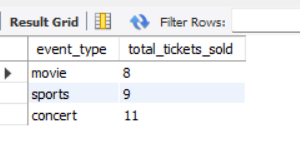 Result Grid Filter Rows:
event_type total_tickets_sold
movie 8
sports 9
concert 11